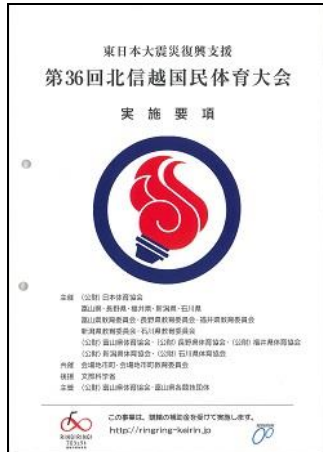 東日本大震災復興支援
第36回北信越国民体育大会
実施要項
主催 (公財)日本体育協会
富山県・長野県・福井県・新潟県・石川県
富山県教育委員会・長野県教育委員会・福井県教育委員会
新潟県教育委員会・石川県教育委員会
(公財)富山県体育協会・(公財)長野県体育協会・(公財)福井県体育協会
(公財)新潟県体育協会・(公財)石川県体育協会
共催 会場地市町・会場地市町教育委員会
後援 文部科学省
主管 (公財)富山県体育協会・富山県各競技団体
この事業は、競輪の補助金を受けて実施します。
http://ringring-keirin.jp
RING!RING!
プロジェクト